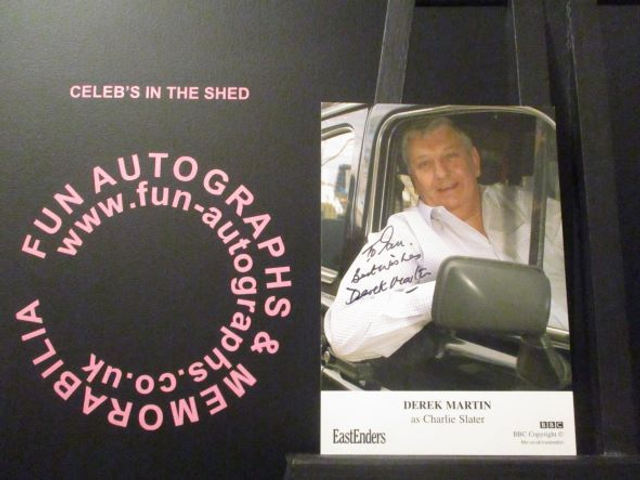 CELEB'S IN THE SHED
FUN AUTOGRAPHS & MEMORABILIA
www.fun-autographs.co.uk
To Ian.
Best wishes
Derek Martin
DEREK MARTIN
as Charlie Slater
EastEnders
BBC
BBC Copyright ©